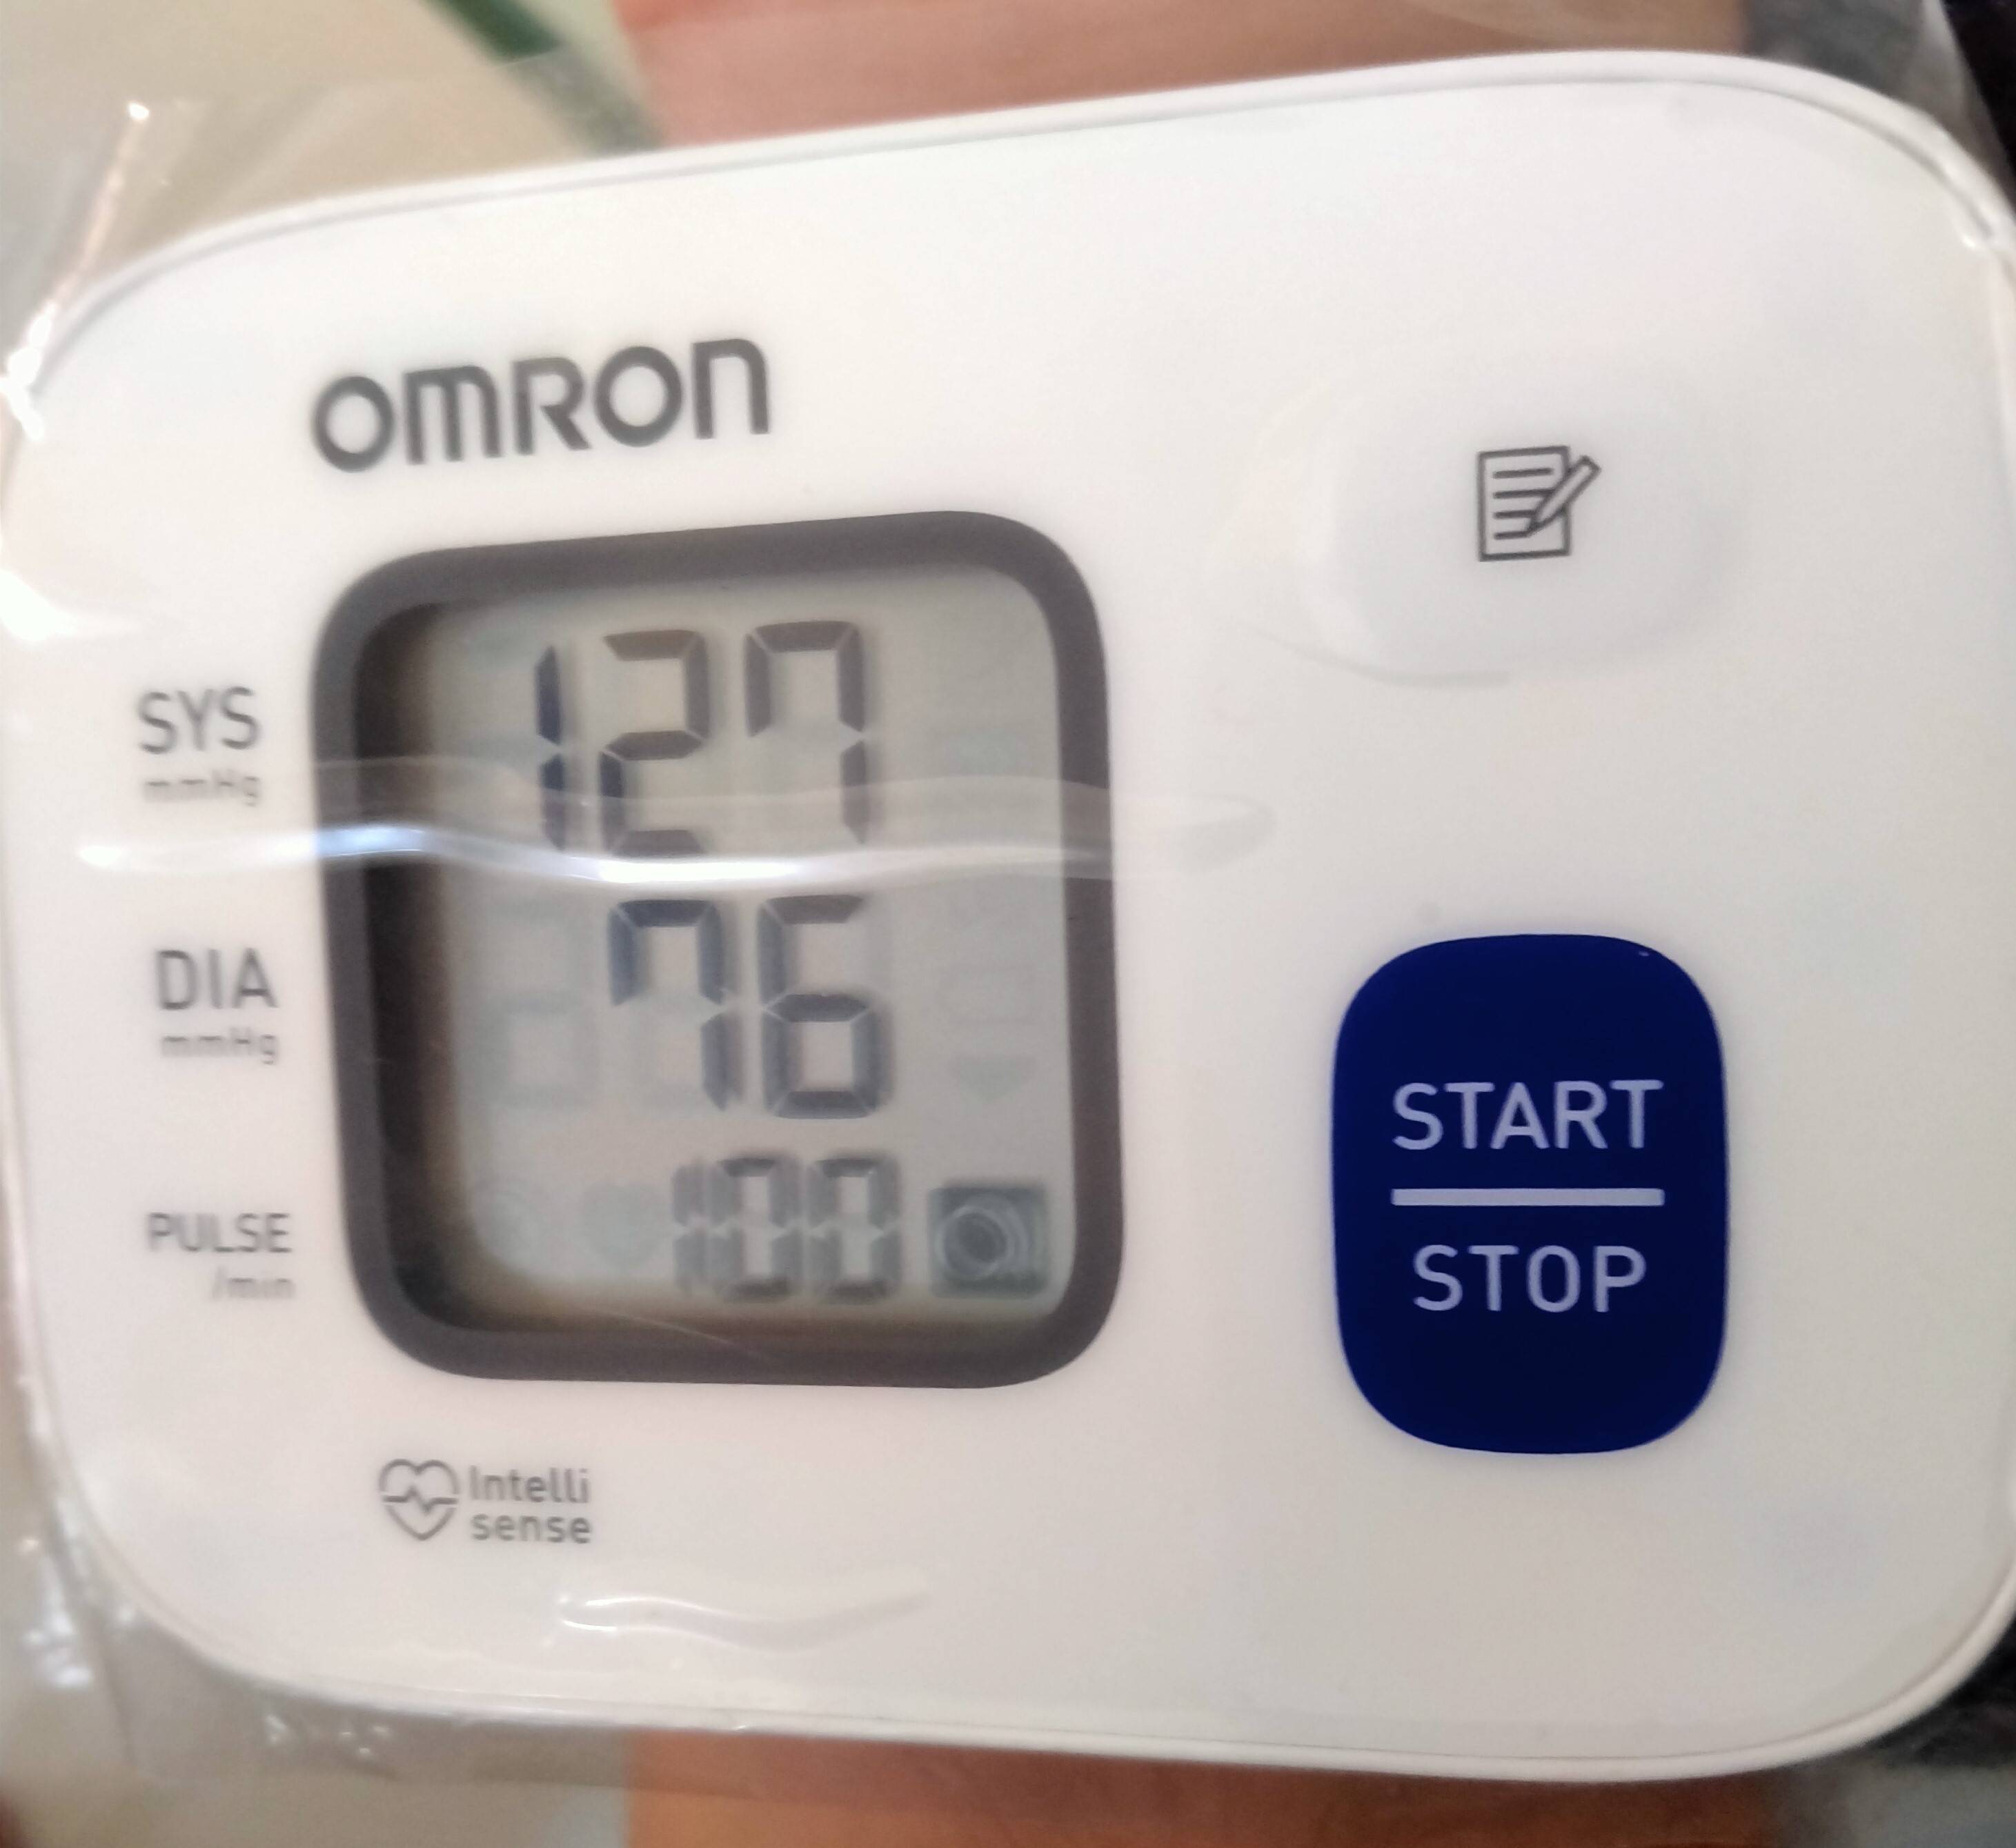 OMRON
SYS
mmHg
127
DIA
mmHg
76
PULSE
/min
100
START
STOP
Intelli
sense